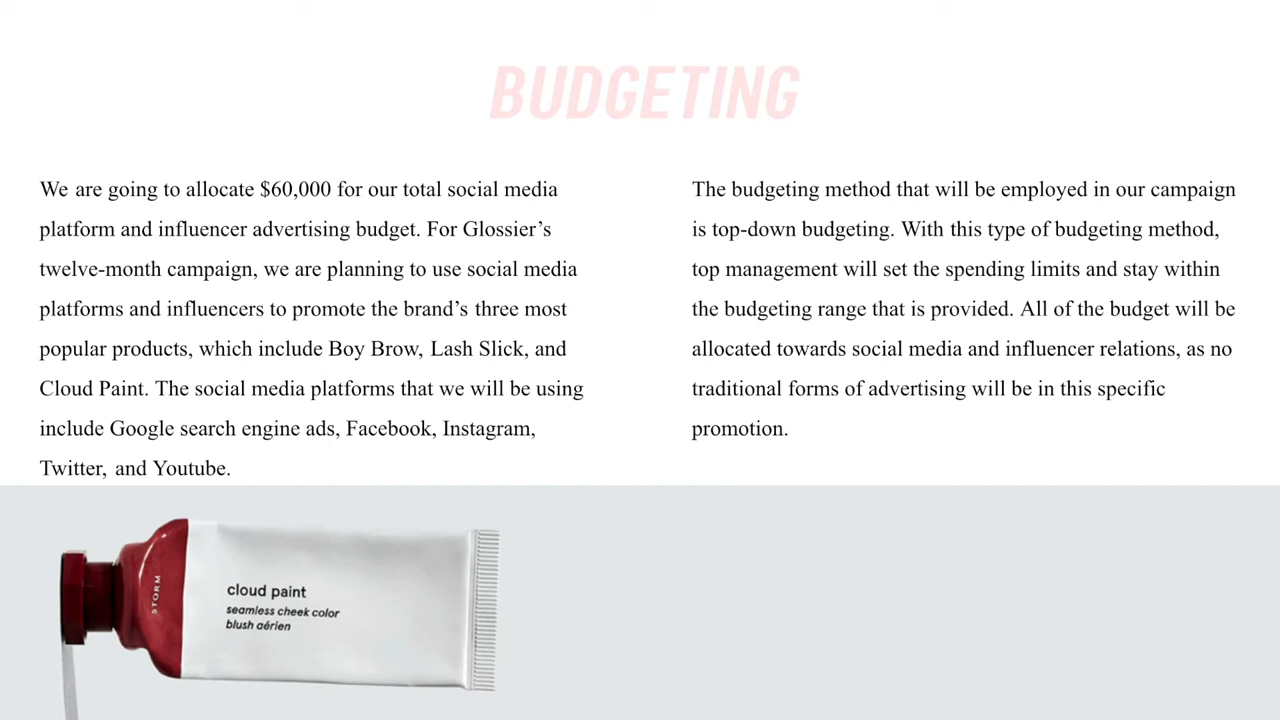 BUDGETING
We are going to allocate $60,000 for our total social media
platform and influencer advertising budget. For Glossier’s
twelve-month campaign, we are planning to use social media
platforms and influencers to promote the brand’s three most
popular products, which include Boy Brow, Lash Slick, and
Cloud Paint. The social media platforms that we will be using
include Google search engine ads, Facebook, Instagram,
Twitter, and Youtube.
The budgeting method that will be employed in our campaign
is top-down budgeting. With this type of budgeting method,
top management will set the spending limits and stay within
the budgeting range that is provided. All of the budget will be
allocated towards social media and influencer relations, as no
traditional forms of advertising will be in this specific
promotion.
STORM
cloud paint
seamless cheek color
blush aérien